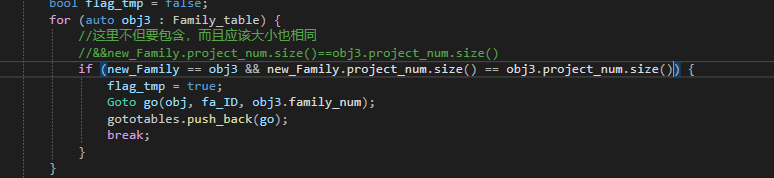 bool flag_tmp = false;
for (auto obj3 : Family_table) {
//这里不但要包含，而且应该大小也相同
//&&new_Family.project_num.size()==obj3.project_num.size()
if (new_Family == obj3 && new_Family.project_num.size() == obj3.project_num.size()) {
flag_tmp = true;
Goto go(obj, fa_ID, obj3.family_num);
gototables.push_back(go);
break;
}
}